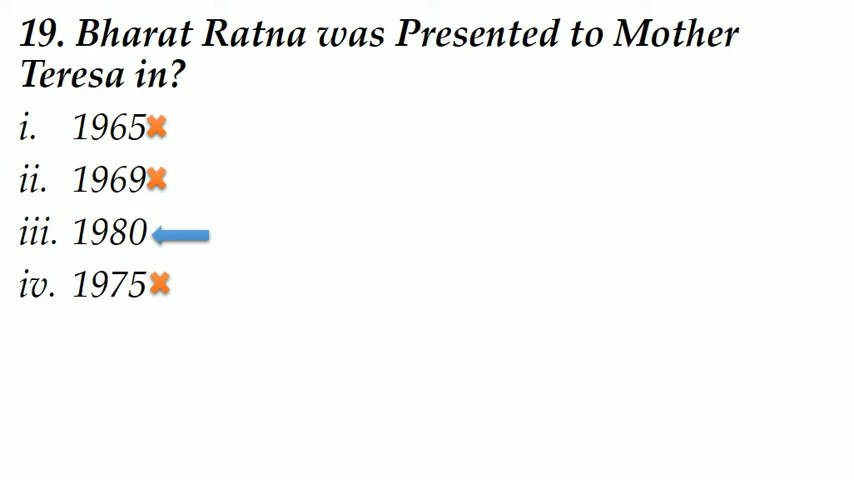 19. Bharat Ratna was Presented to Mother
Teresa in?
i. 1965
ii. 1969
iii. 1980
iv. 1975